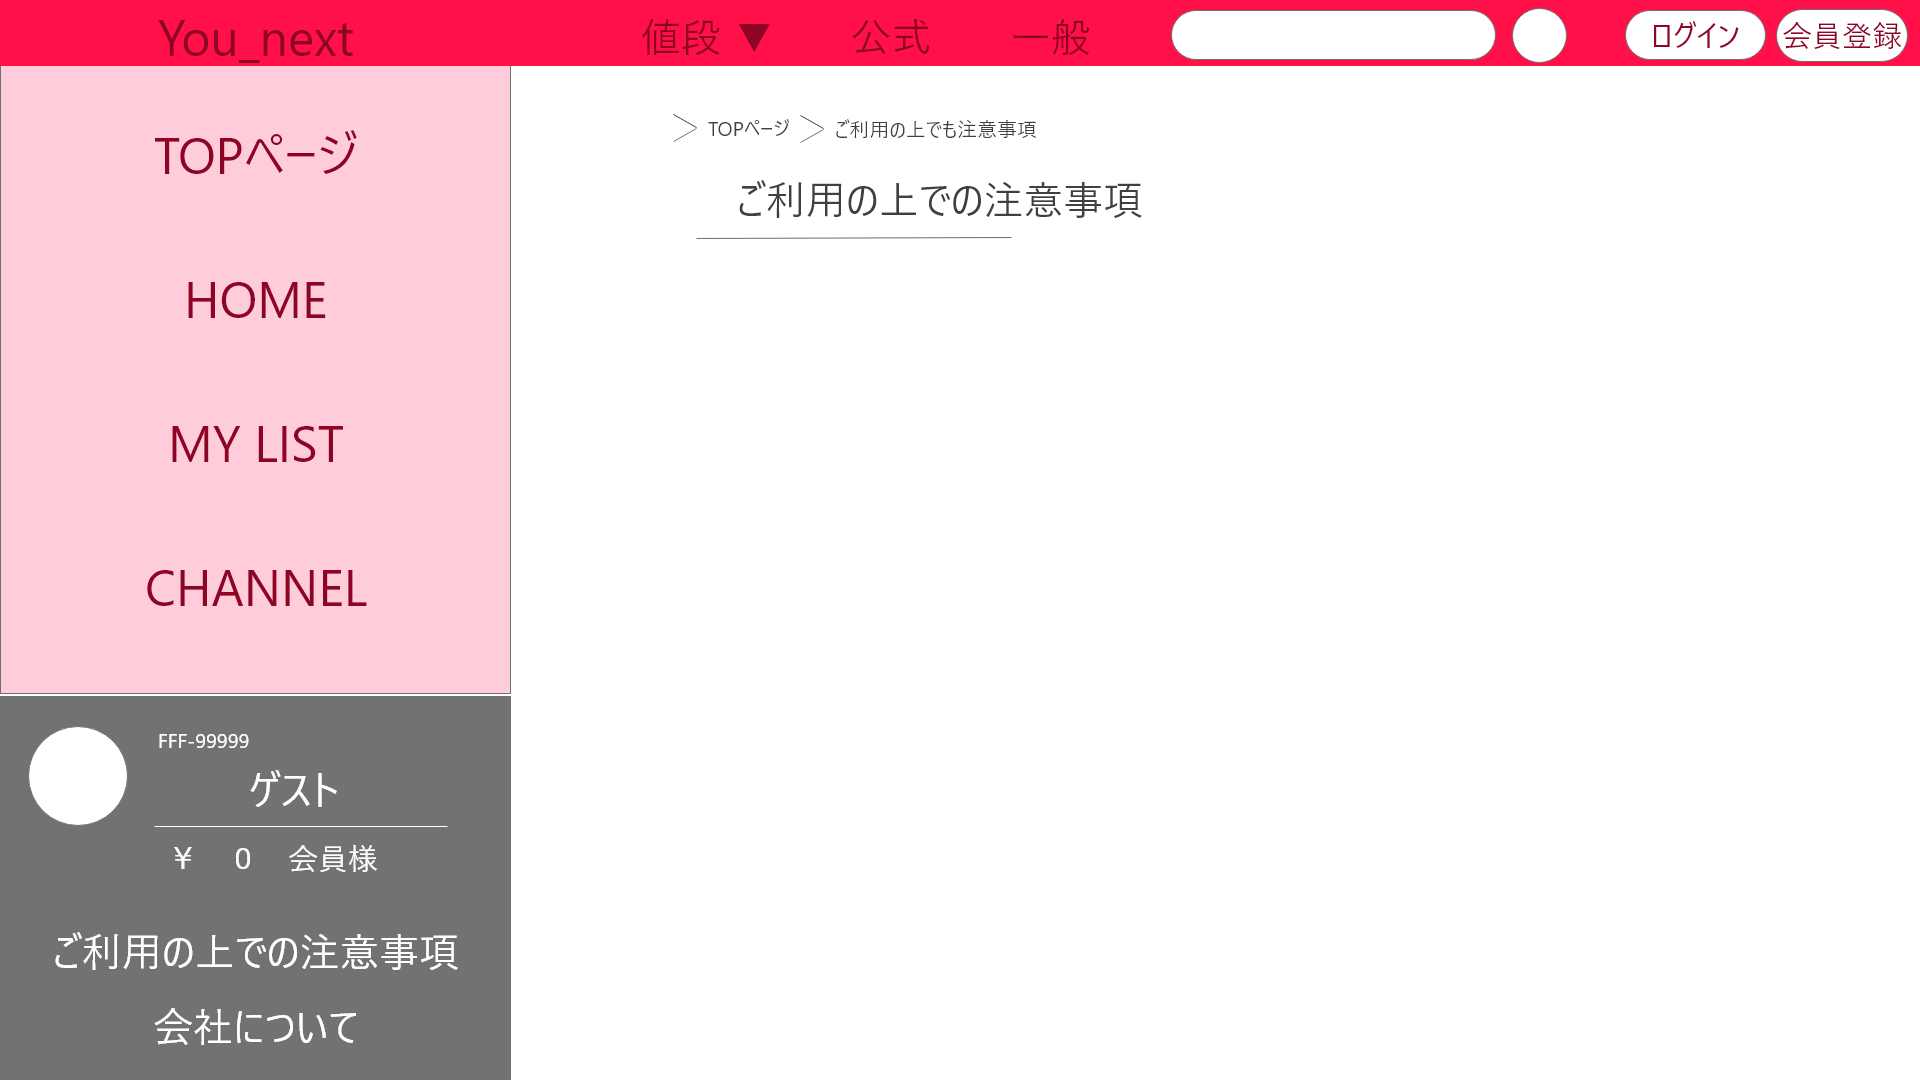 You_next
値段 ▼
公式
一般
ログイン
会員登録
TOPページ
HOME
MY LIST
CHANNEL
FFF-99999
ゲスト
¥ 0 会員様
ご利用の上での注意事項
会社について
＞ TOPページ ＞ ご利用の上でも注意事項
ご利用の上での注意事項